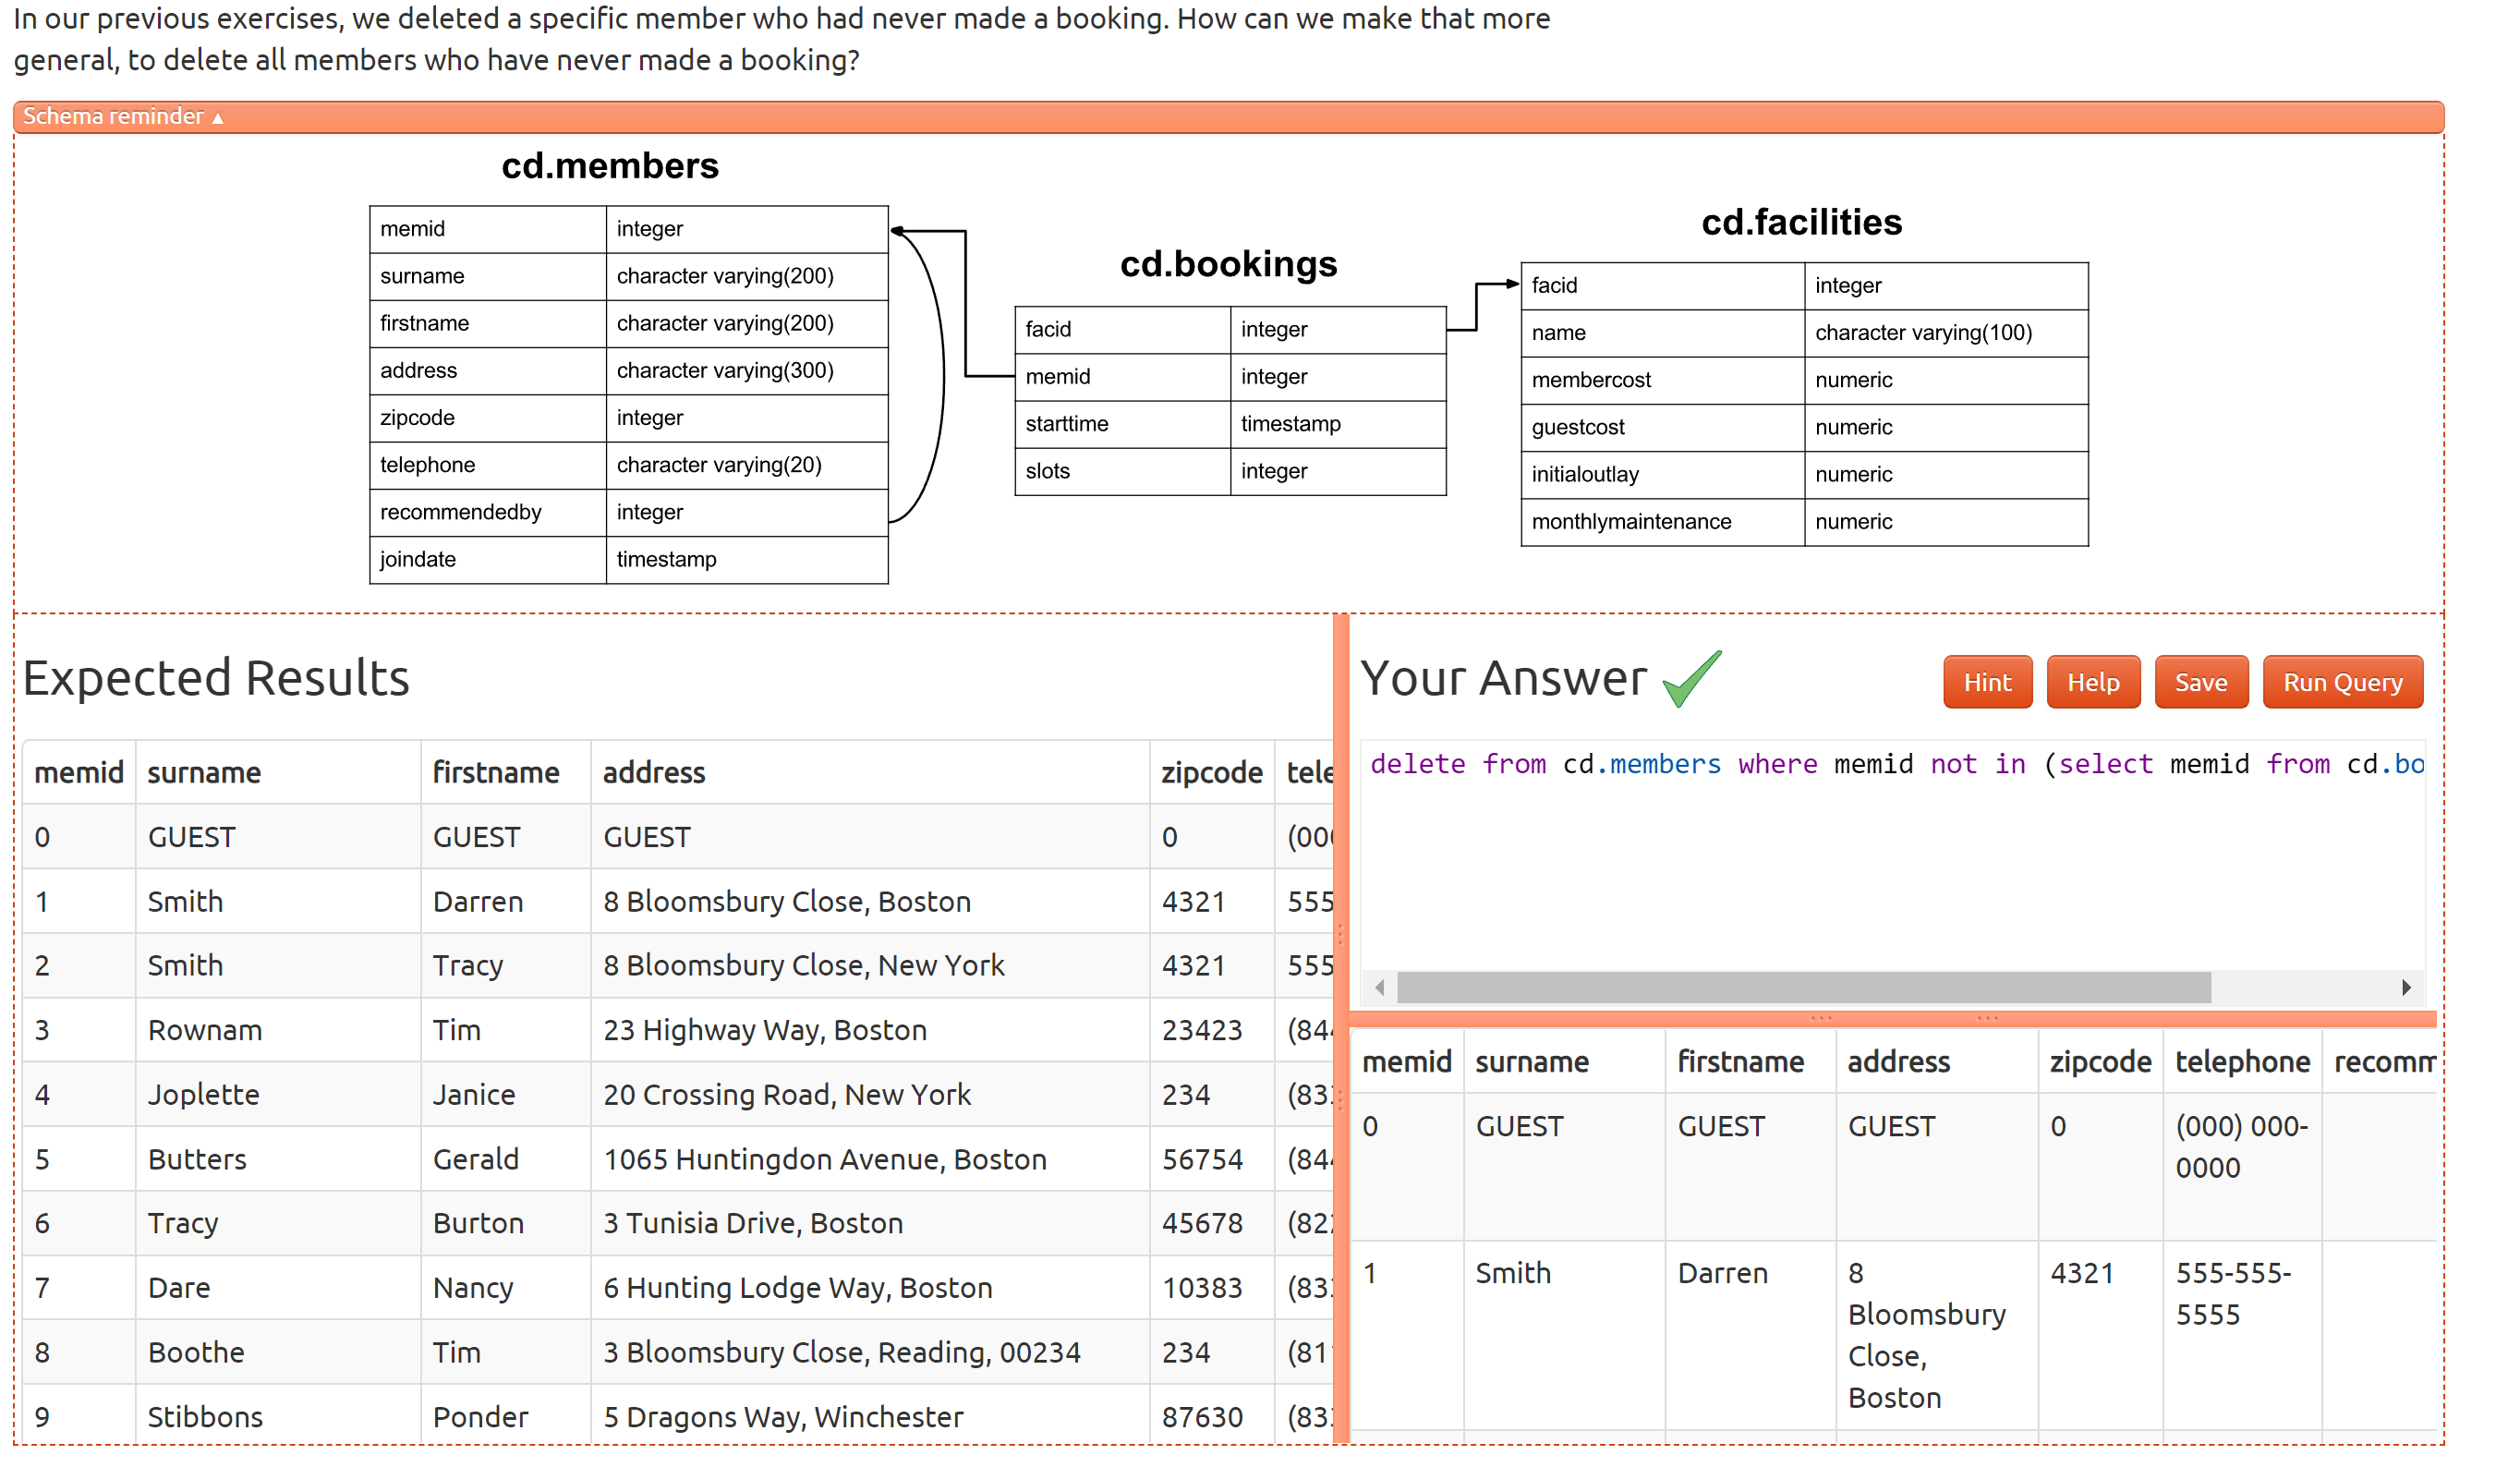 In our previous exercises, we deleted a specific member who had never made a booking. How can we make that more
general, to delete all members who have never made a booking?
Schema reminder ▲
cd.members
memid integer
surname character varying(200)
firstname character varying(200)
address character varying(300)
zipcode integer
telephone character varying(20)
recommendedby integer
joindate timestamp
cd.bookings
facid integer
memid integer
starttime timestamp
slots integer
cd.facilities
facid integer
name character varying(100)
membercost numeric
guestcost numeric
initialoutlay numeric
monthlymaintenance numeric
Expected Results
memid surname firstname address zipcode tele
0 GUEST GUEST GUEST 0 (00
1 Smith Darren 8 Bloomsbury Close, Boston 4321 555
2 Smith Tracy 8 Bloomsbury Close, New York 4321 555
3 Rownam Tim 23 Highway Way, Boston 23423 (84
4 Joplette Janice 20 Crossing Road, New York 234 (83
5 Butters Gerald 1065 Huntingdon Avenue, Boston 56754 (84
6 Tracy Burton 3 Tunisia Drive, Boston 45678 (82
7 Dare Nancy 6 Hunting Lodge Way, Boston 10383 (83
8 Boothe Tim 3 Bloomsbury Close, Reading, 00234 234 (81
9 Stibbons Ponder 5 Dragons Way, Winchester 87630 (83
Your Answer
Hint Help Save Run Query
delete from cd.members where memid not in (select memid from cd.bo
memid surname firstname address zipcode telephone recomm
0 GUEST GUEST GUEST 0 (000) 000-
0000
1 Smith Darren 8 4321 555-555-
Bloomsbury 5555
Close,
Boston